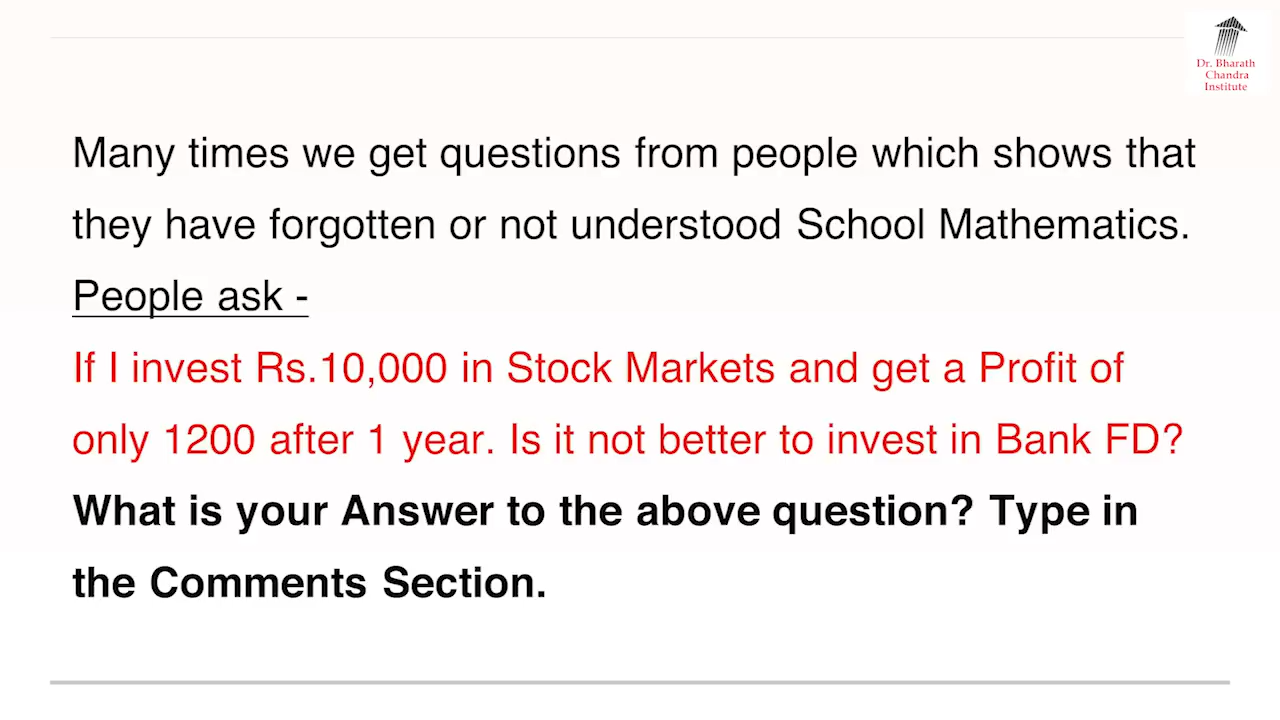 Dr. Bharath
Chandra
Institute
Many times we get questions from people which shows that
they have forgotten or not understood School Mathematics.
People ask -
If I invest Rs.10,000 in Stock Markets and get a Profit of
only 1200 after 1 year. Is it not better to invest in Bank FD?
What is your Answer to the above question? Type in
the Comments Section.